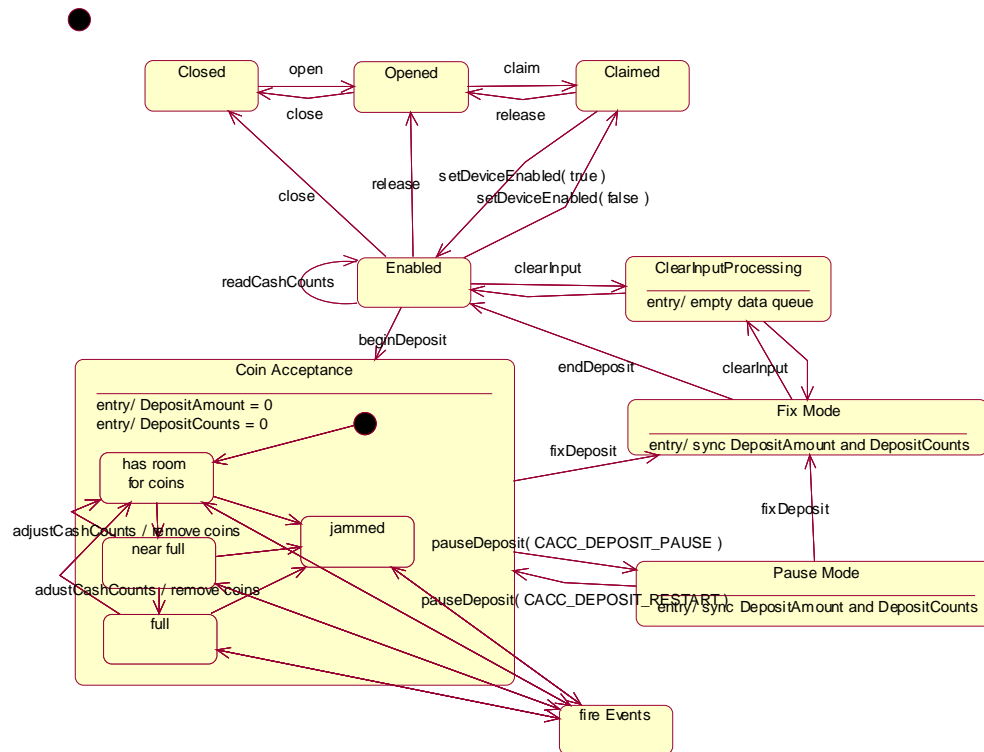 Closed
open
Opened
claim
Claimed
close
release
close
release
setDeviceEnabled( true )
setDeviceEnabled( false )
Enabled
clearInput
ClearInputProcessing
entry/ empty data queue
readCashCounts
beginDeposit
endDeposit
clearInput
Coin Acceptance
entry/ DepositAmount = 0
entry/ DepositCounts = 0
Fix Mode
entry/ sync DepositAmount and DepositCounts
fixDeposit
has room
for coins
fixDeposit
adjustCashCounts / remove coins
jammed
near full
pauseDeposit( CACC_DEPOSIT_PAUSE )
Pause Mode
adustCashCounts / remove coins
pauseDeposit( CACC_DEPOSIT_RESTART )
entry/ sync DepositAmount and DepositCounts
full
fire Events